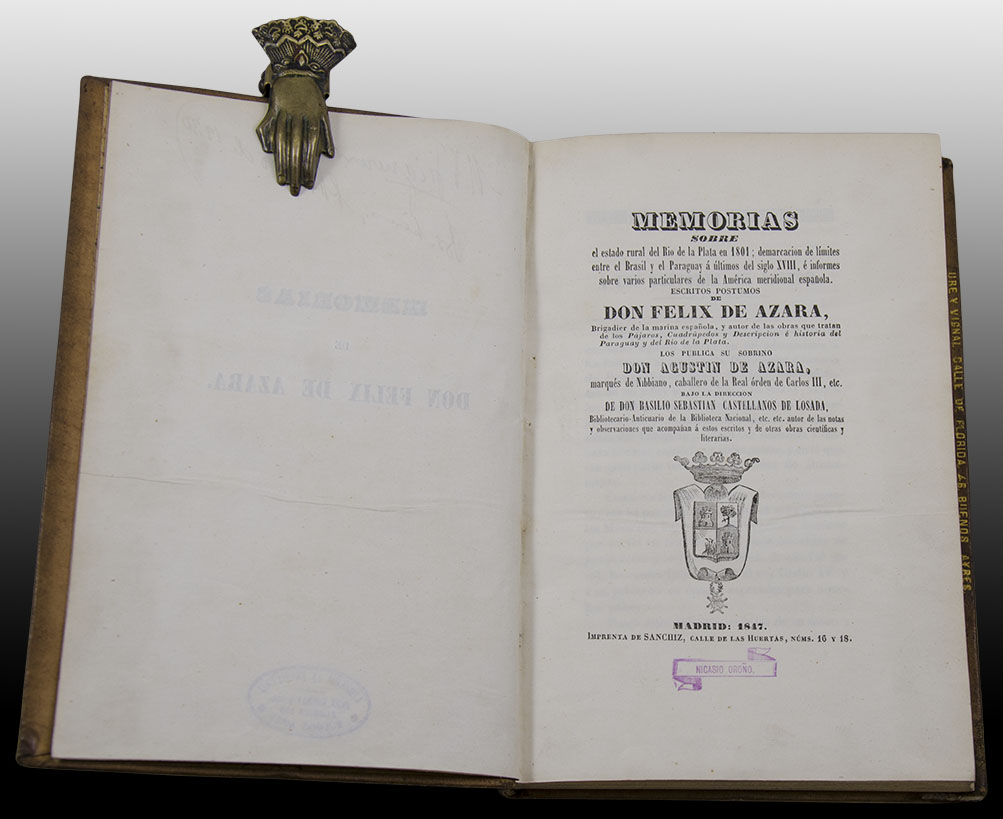 MEMORIAS
DE
DON FELIX DE AZARA.
MEMORIAS
SOBRE
el estado rural del Rio de la Plata en 1801; demarcacion de límites
entre el Brasil y el Paraguay á últimos del siglo XVIII, é informes
sobre varios particulares de la América meridional española.
ESCRITOS POSTUMOS
DE
DON FELIX DE AZARA,
Brigadier de la marina española, y autor de las obras que tratan
de los Pájaros, Cuadrúpedos y Descripcion é historia del
Paraguay y del Rio de la Plata.
LOS PUBLICA SU SOBRINO
DON AGUSTIN DE AZARA,
marqués de Nibbiano, caballero de la Real órden de Carlos III, etc.
BAJO LA DIRECCION
DE DON BASILIO SEBASTIAN CASTELLANOS DE LOSADA,
Bibliotecario-Anticuario de la Biblioteca Nacional, etc. etc. autor de las notas
y observaciones que acompañan á estos escritos y de otras obras científicas y
literarias.
MADRID: 1847.
IMPRENTA DE SANCHIZ, CALLE DE LAS HUERTAS, NÚMS. 16 Y 18.
NICASIO OROÑO.
URE Y VIGNAL CALLE DE FLORIDA 46 BUENOS AYRES